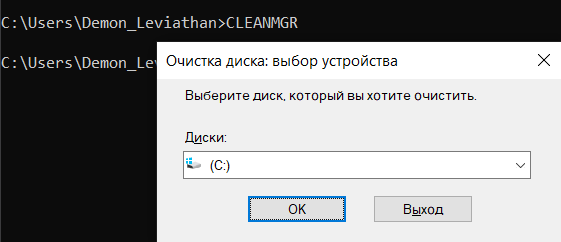 C:\Users\Demon_Leviathan>CLEANMGR
C:\Users\Demon_Lev
Очистка диска: выбор устройства
Выберите диск, который вы хотите очистить.
Диски:
(C:)
OK
Выход